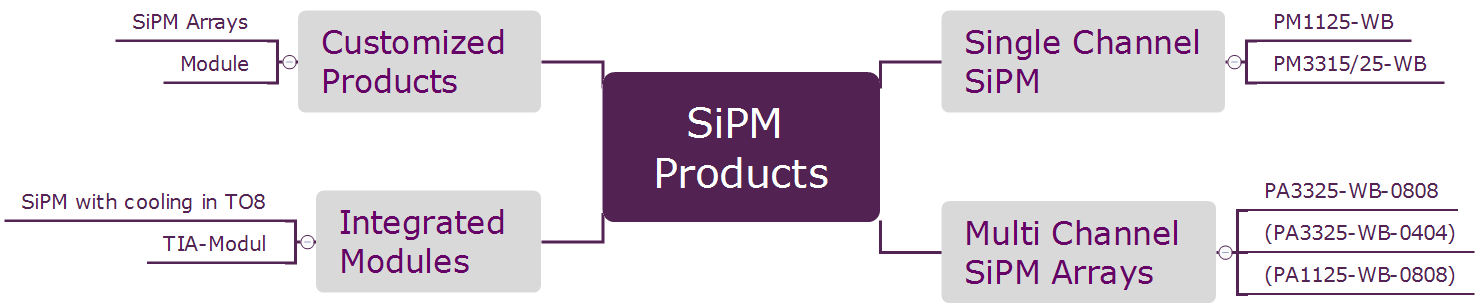 SiPM
Products
Customized
Products
SiPM Arrays
Module
Integrated
Modules
SiPM with cooling in TO8
TIA-Modul
Single Channel
SiPM
PM1125-WB
PM3315/25-WB
Multi Channel
SiPM Arrays
PA3325-WB-0808
(PA3325-WB-0404)
(PA1125-WB-0808)